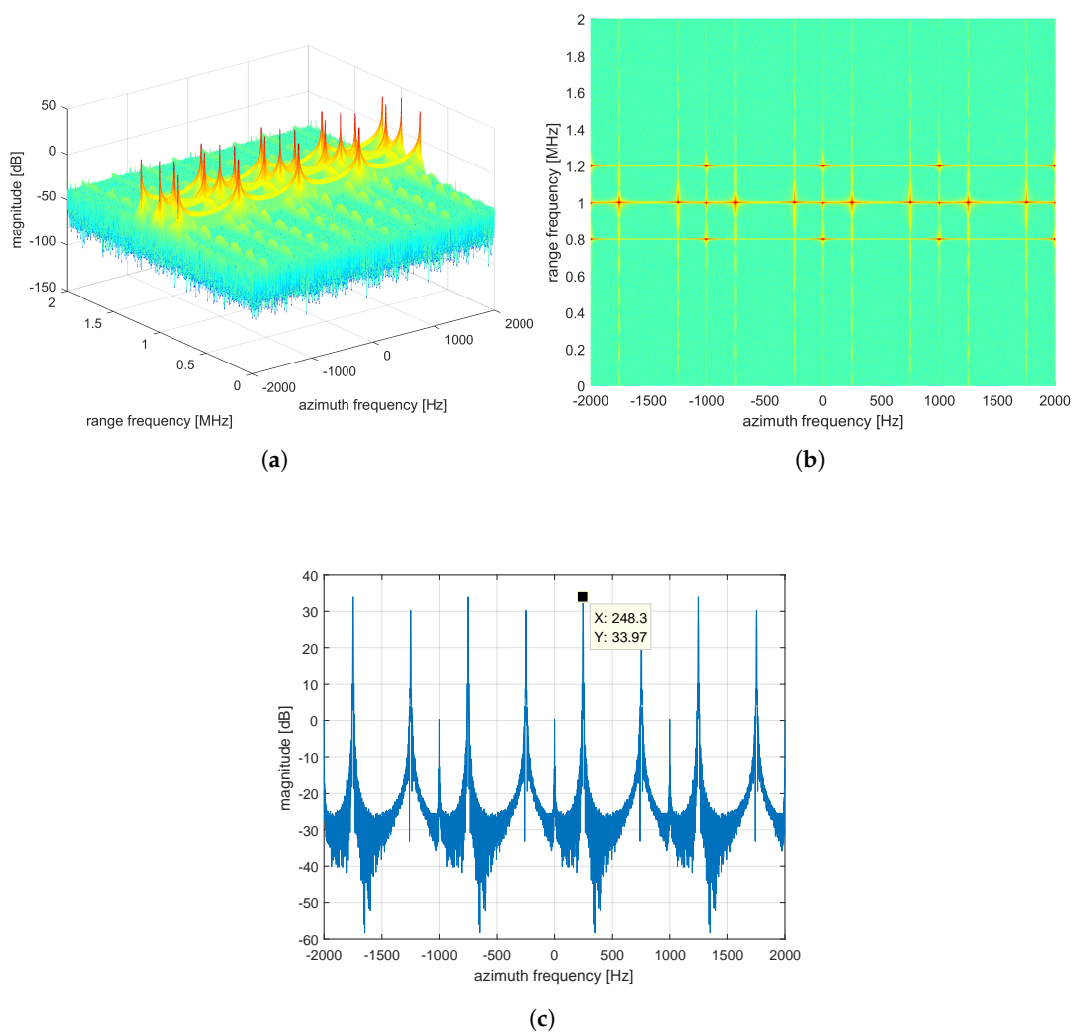 50
0
-50
-100
-150
magnitude [dB]
2
1.5
1
0.5
0
range frequency [MHz]
-2000
-1000
0
1000
2000
azimuth frequency [Hz]
(a)
2
1.8
1.6
1.4
1.2
1
0.8
0.6
0.4
0.2
0
range frequency [MHz]
-2000 -1500 -1000 -500 0 500 1000 1500 2000
azimuth frequency [Hz]
(b)
40
30
20
10
0
-10
-20
-30
-40
-50
-60
magnitude [dB]
X: 248.3
Y: 33.97
-2000 -1500 -1000 -500 0 500 1000 1500 2000
azimuth frequency [Hz]
(c)